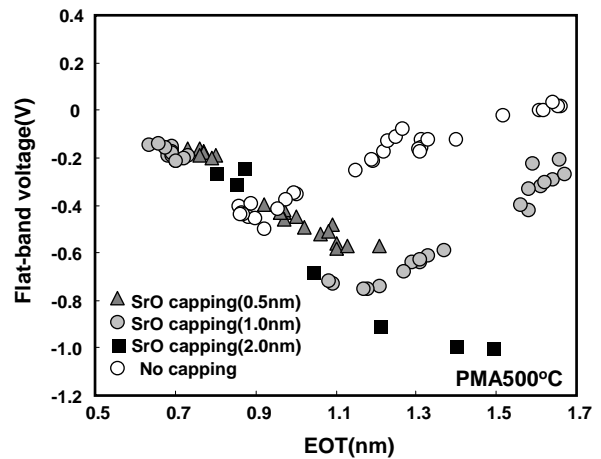 0.4
0.2
0
-0.2
-0.4
-0.6
-0.8
-1.0
-1.2
Flat-band voltage(V)
SrO capping(0.5nm)
SrO capping(1.0nm)
SrO capping(2.0nm)
No capping
PMA500°C
0.5 0.7 0.9 1.1 1.3 1.5 1.7
EOT(nm)